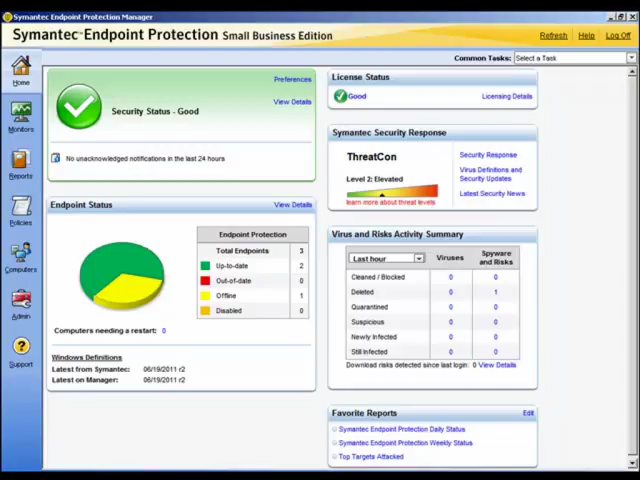 Symantec Endpoint Protection Manager
Symantec™ Endpoint Protection Small Business Edition
Refresh Help Log Off
Common Tasks: Select a Task
Home
Monitors
Reports
Policies
Computers
Admin
Support
Preferences
Security Status - Good
View Details
No unacknowledged notifications in the last 24 hours
Endpoint Status
View Details
Endpoint Protection
Total Endpoints 3
Up-to-date 2
Out-of-date 0
Offline 1
Disabled 0
Computers needing a restart: 0
Windows Definitions
Latest from Symantec: 06/19/2011 r2
Latest on Manager: 06/19/2011 r2
License Status
Good
Licensing Details
Symantec Security Response
ThreatCon
Level 2: Elevated
learn more about threat levels
Security Response
Virus Definitions and
Security Updates
Latest Security News
Virus and Risks Activity Summary
Last hour Viruses Spyware and Risks
Cleaned / Blocked 0 0
Deleted 0 1
Quarantined 0 0
Suspicious 0 0
Newly Infected 0 0
Still Infected 0 0
Download risks detected since last login: 0 View Details
Favorite Reports
Edit
Symantec Endpoint Protection Daily Status
Symantec Endpoint Protection Weekly Status
Top Targets Attacked